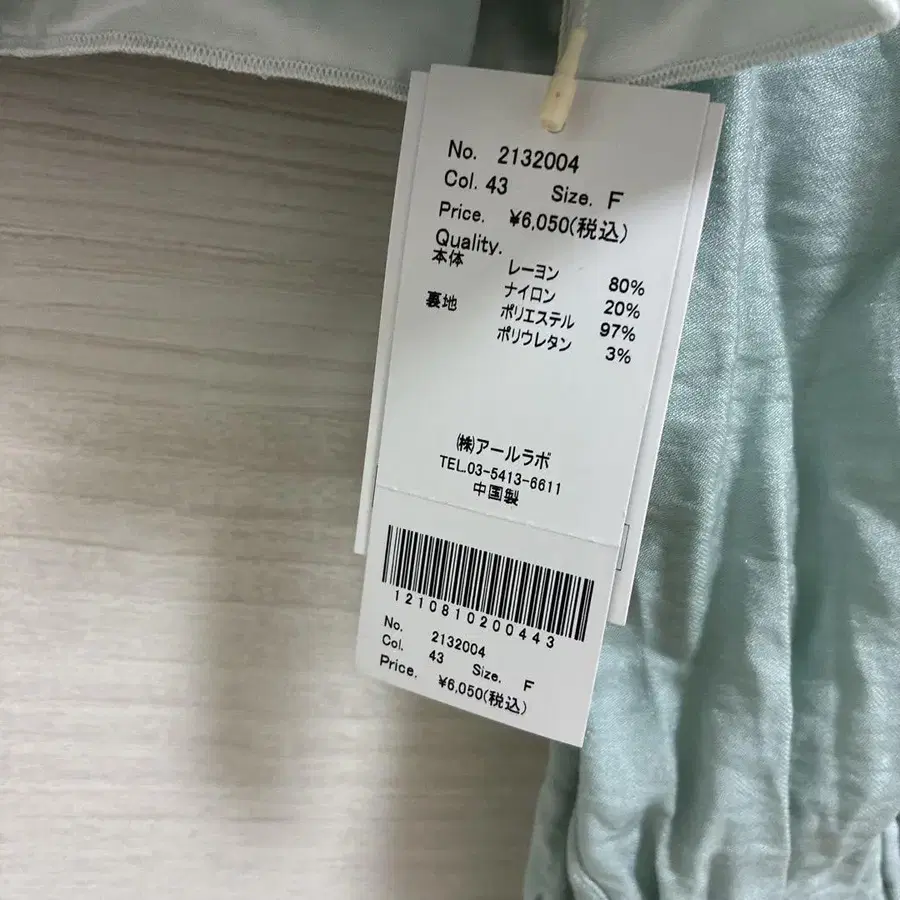 No. 2132004
Col. 43 Size. F
Price. ¥6,050(税込)
Quality.
本体 レーヨン 80%
ナイロン 20%
裏地 ポリエステル 97%
ポリウレタン 3%
㈱アールラボ
TEL.03-5413-6611
中国製
1210810200443
No. 2132004
Col. 43 Size. F
Price. ¥6,050(税込)